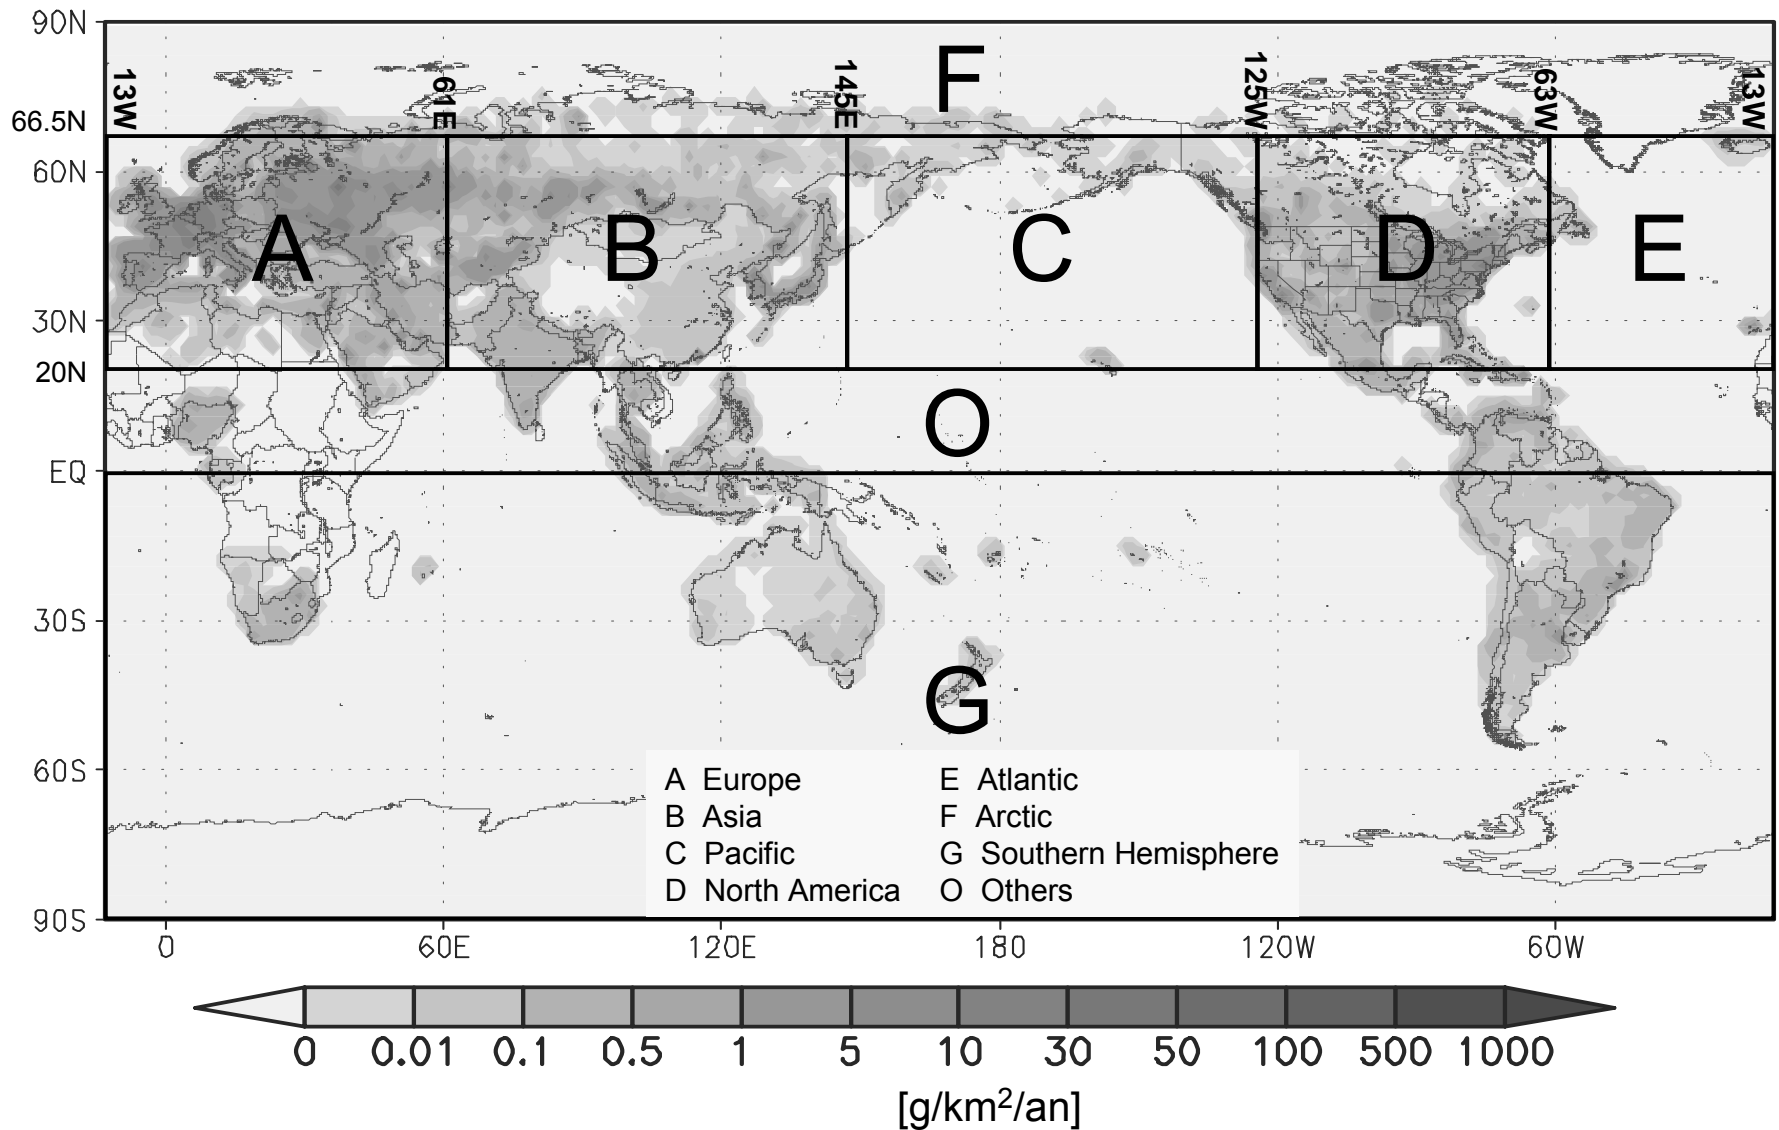 90N
F
13W
61E
145E
125W
63W
13W
66.5N
60N
A
B
C
D
E
30N
20N
O
EQ
30S
G
60S
A Europe
E Atlantic
B Asia
F Arctic
C Pacific
G Southern Hemisphere
D North America
O Others
90S
0 60E 120E 180 120W 60W
0 0.01 0.1 0.5 1 5 10 30 50 100 500 1000
[g/km²/an]